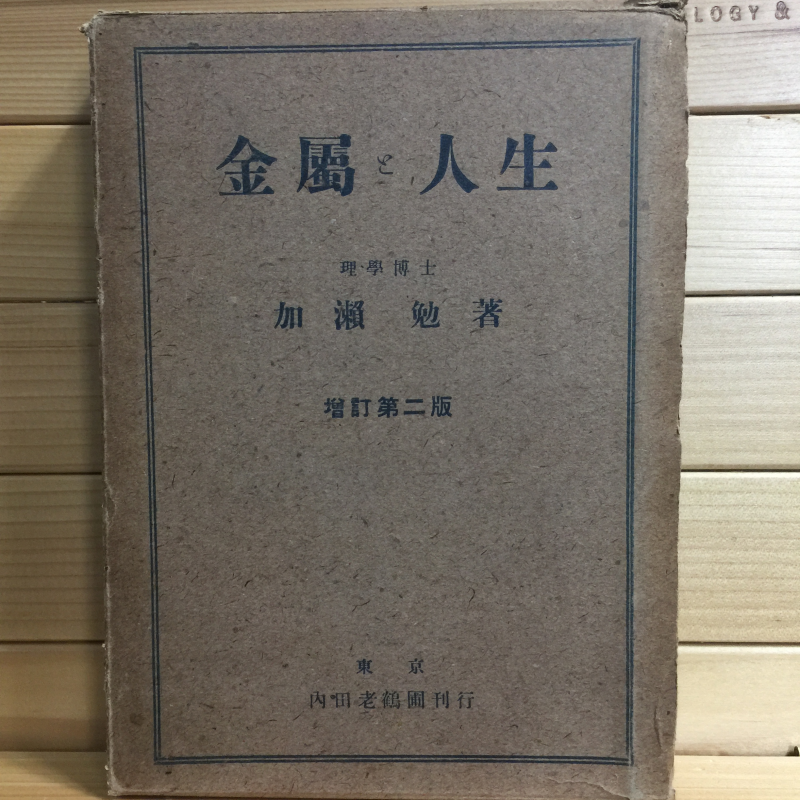 LOGY &
金屬と人生
理學博士
加瀨 勉著
增訂第二版
東京
內田老鶴圃刊行